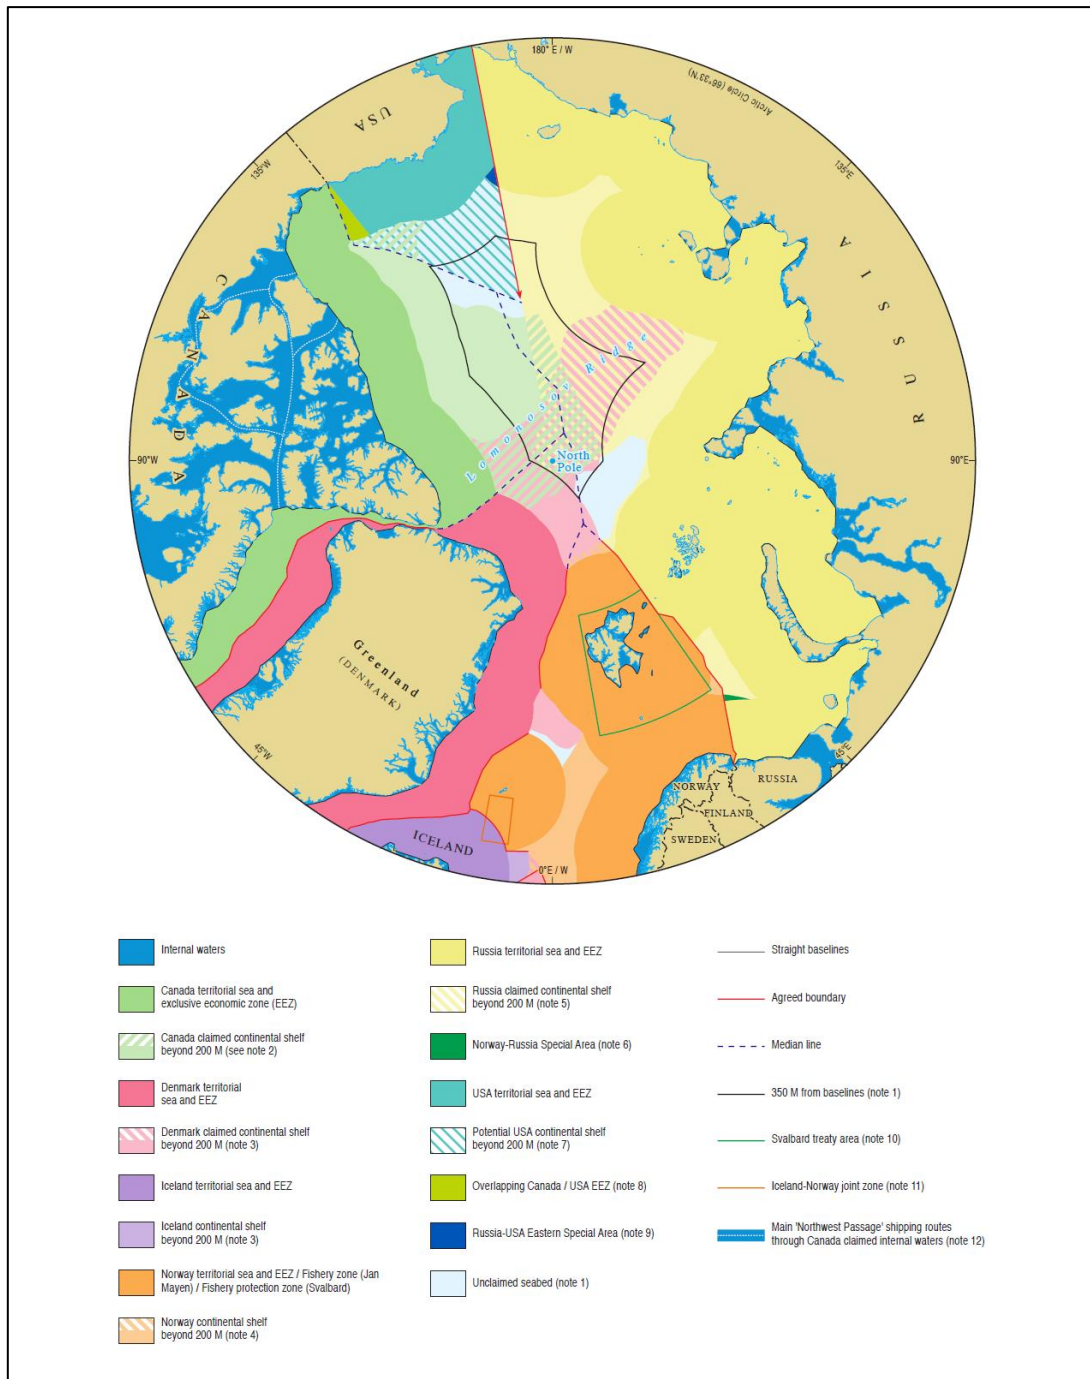 180° E / W
Arctic Circle (66°33'N)
USA
135°W
135°E
CANADA
RUSSIA
Lomonosov Ridge
90°W
North
Pole
90°E
Greenland
(DENMARK)
45°W
45°E
NORWAY
RUSSIA
FINLAND
SWEDEN
ICELAND
0°E / W
Internal waters
Canada territorial sea and
exclusive economic zone (EEZ)
Canada claimed continental shelf
beyond 200 M (see note 2)
Denmark territorial
sea and EEZ
Denmark claimed continental shelf
beyond 200 M (note 3)
Iceland territorial sea and EEZ
Iceland continental shelf
beyond 200 M (note 3)
Norway territorial sea and EEZ / Fishery zone (Jan
Mayen) / Fishery protection zone (Svalbard)
Norway continental shelf
beyond 200 M (note 4)
Russia territorial sea and EEZ
Russia claimed continental shelf
beyond 200 M (note 5)
Norway-Russia Special Area (note 6)
USA territorial sea and EEZ
Potential USA continental shelf
beyond 200 M (note 7)
Overlapping Canada / USA EEZ (note 8)
Russia-USA Eastern Special Area (note 9)
Unclaimed seabed (note 1)
Straight baselines
Agreed boundary
Median line
350 M from baselines (note 1)
Svalbard treaty area (note 10)
Iceland-Norway joint zone (note 11)
Main 'Northwest Passage' shipping routes
through Canada claimed internal waters (note 12)